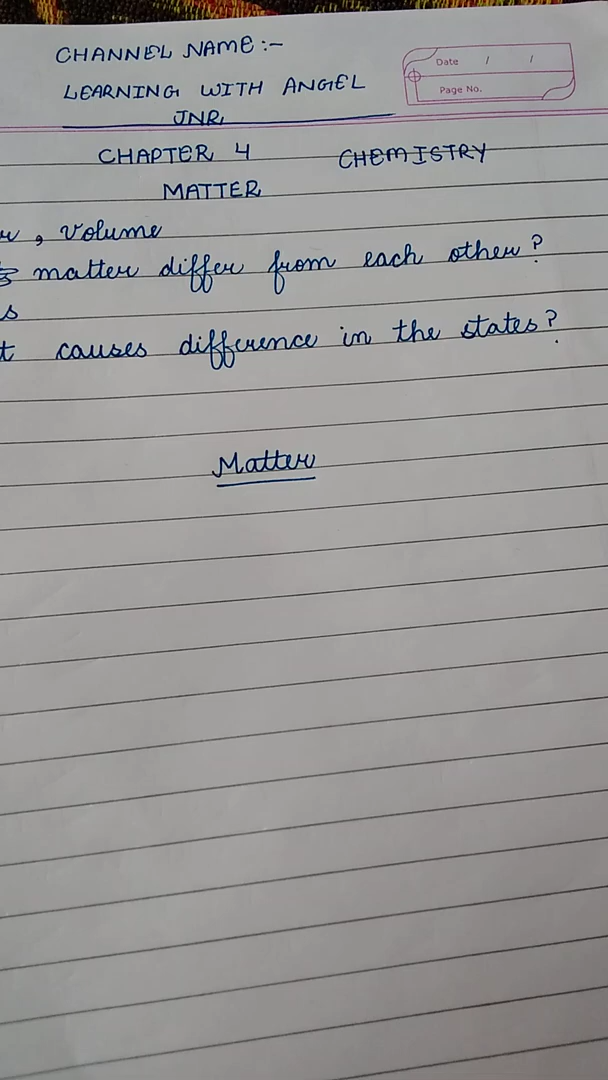 CHANNEL NAME:-
LEARNING WITH ANGEL
JNR
Date / /
Page No.
CHAPTER 4 CHEMISTRY
MATTER
, volume
matter differ from each other?
causes difference in the states?
Matter